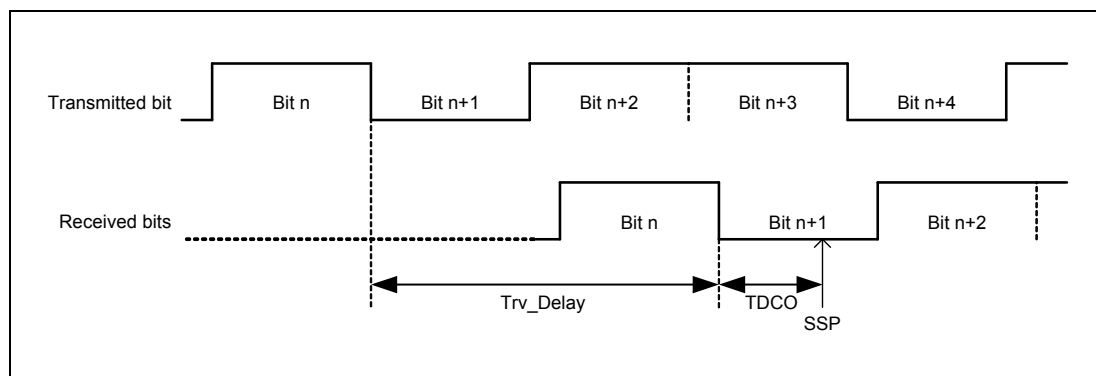 Transmitted bit
Bit n
Bit n+1
Bit n+2
Bit n+3
Bit n+4
Received bits
Bit n
Bit n+1
Bit n+2
Trv_Delay
TDCO
SSP